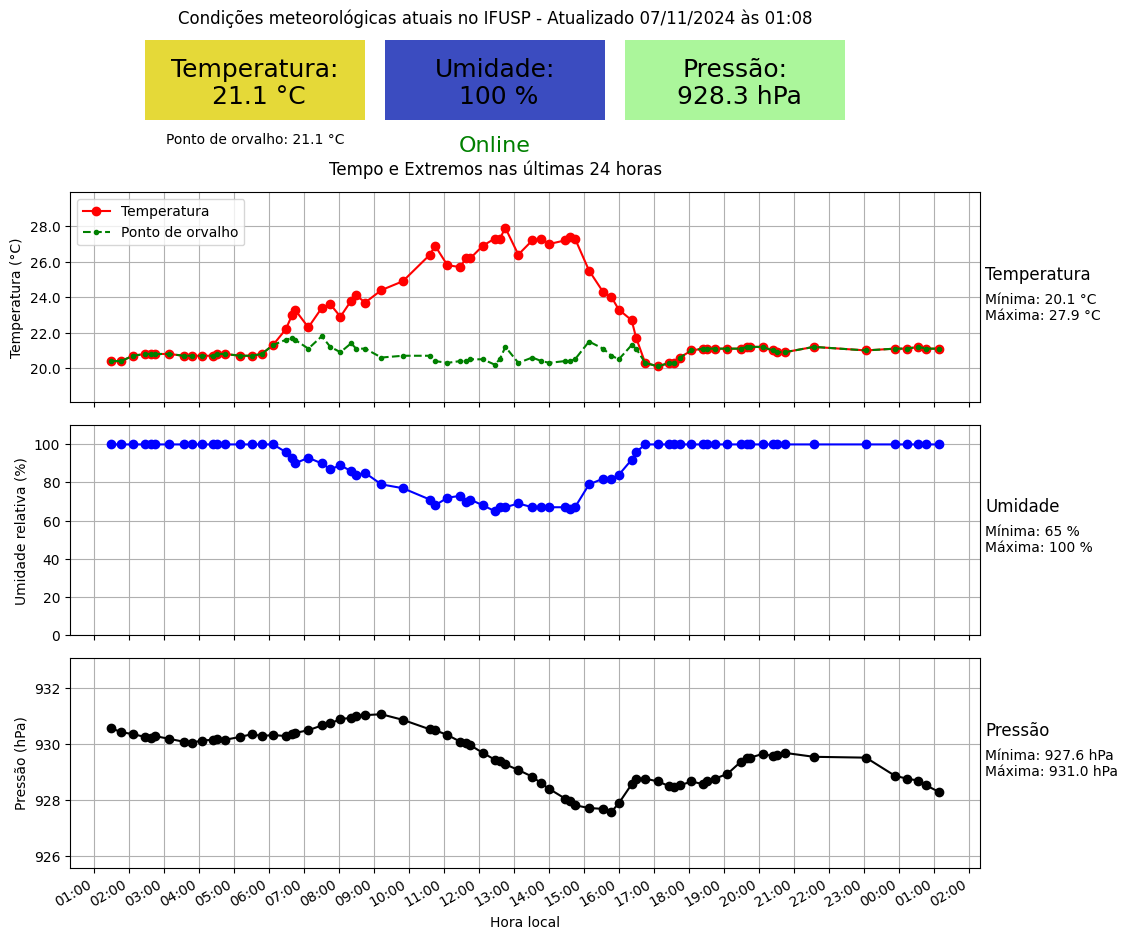 Condições meteorológicas atuais no IFUSP - Atualizado 07/11/2024 às 01:08
Temperatura:
21.1 °C
Umidade:
100 %
Pressão:
928.3 hPa
Ponto de orvalho: 21.1 °C
Online
Tempo e Extremos nas últimas 24 horas
Temperatura
Ponto de orvalho
Temperatura (°C)
28.0
26.0
24.0
22.0
20.0
Temperatura
Mínima: 20.1 °C
Máxima: 27.9 °C
Umidade relativa (%)
100
80
60
40
20
0
Umidade
Mínima: 65 %
Máxima: 100 %
Pressão (hPa)
932
930
928
926
Pressão
Mínima: 927.6 hPa
Máxima: 931.0 hPa
01:00 02:00 03:00 04:00 05:00 06:00 07:00 08:00 09:00 10:00 11:00 12:00 13:00 14:00 15:00 16:00 17:00 18:00 19:00 20:00 21:00 22:00 23:00 00:00 01:00 02:00
Hora local